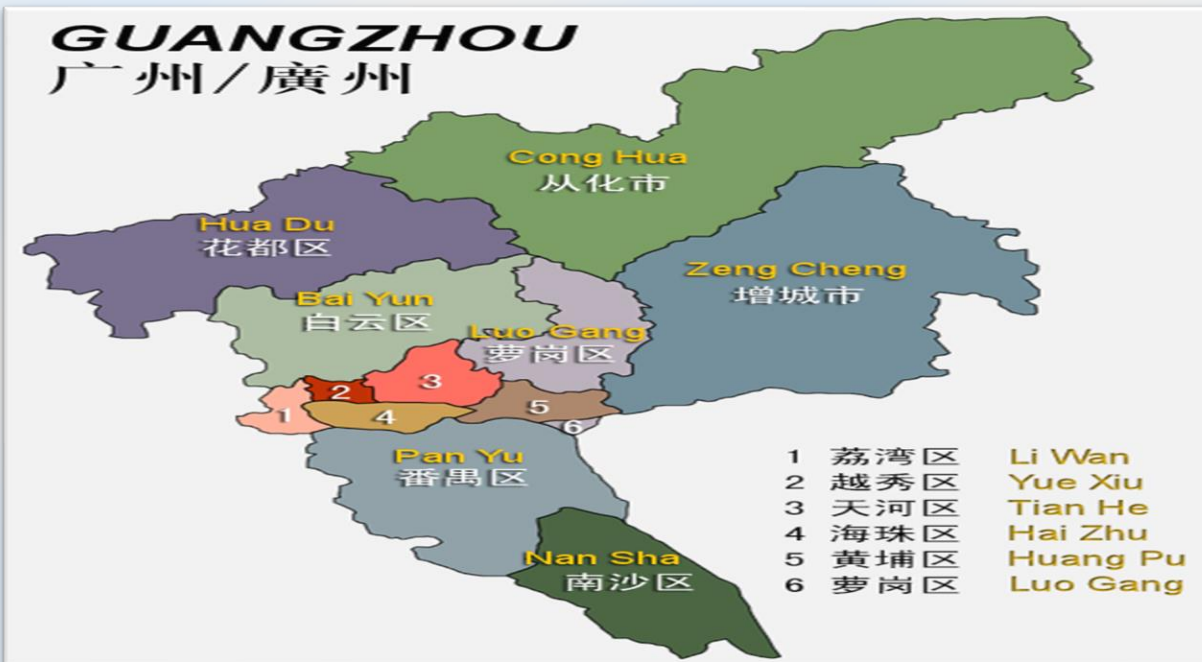 GUANGZHOU
广州/廣州
Cong Hua
从化市
Hua Du
花都区
Zeng Cheng
增城市
Bai Yun
白云区
Luo Gang
萝岗区
3
2
1
4
5
6
Pan Yu
番禺区
Nan Sha
南沙区
1 荔湾区 Li Wan
2 越秀区 Yue Xiu
3 天河区 Tian He
4 海珠区 Hai Zhu
5 黄埔区 Huang Pu
6 萝岗区 Luo Gang